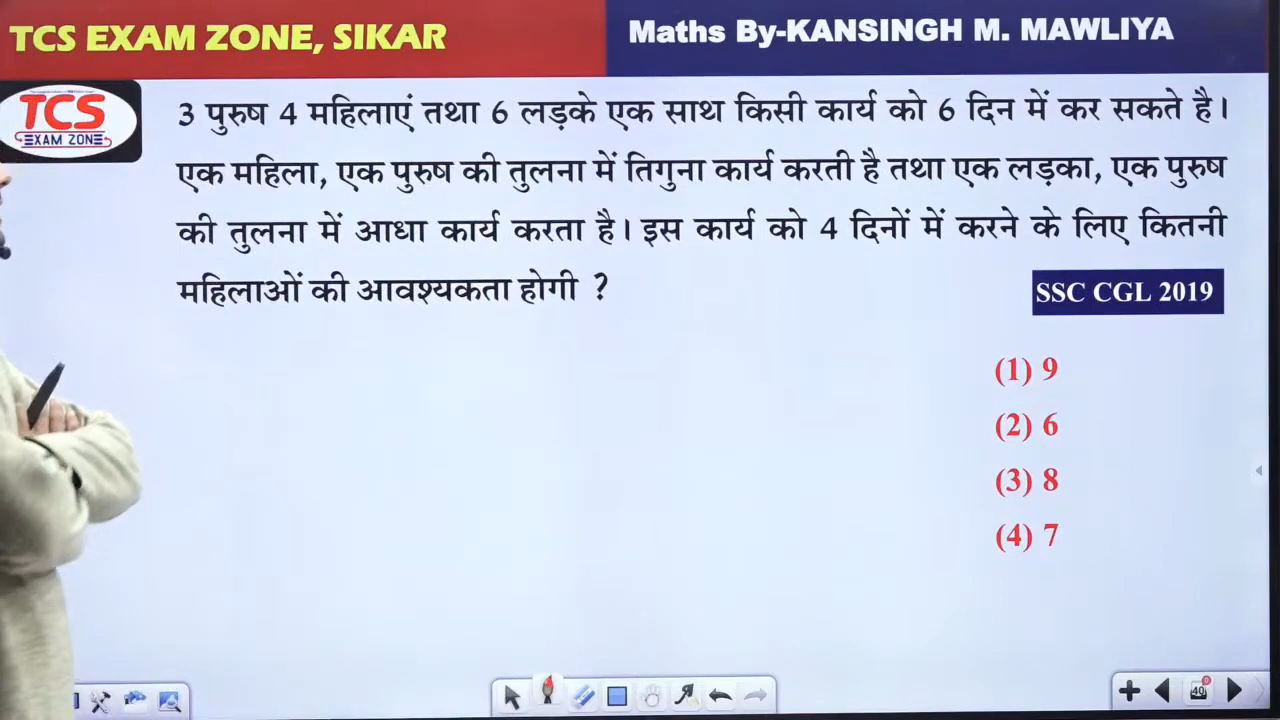 TCS EXAM ZONE, SIKAR
Maths By-KANSINGH M. MAWLIYA
TCS
EXAM ZONE
3 पुरुष 4 महिलाएं तथा 6 लड़के एक साथ किसी कार्य को 6 दिन में कर सकते है।
एक महिला, एक पुरुष की तुलना में तिगुना कार्य करती है तथा एक लड़का, एक पुरुष
की तुलना में आधा कार्य करता है। इस कार्य को 4 दिनों में करने के लिए कितनी
महिलाओं की आवश्यकता होगी ?
SSC CGL 2019
(1) 9
(2) 6
(3) 8
(4) 7
40
0